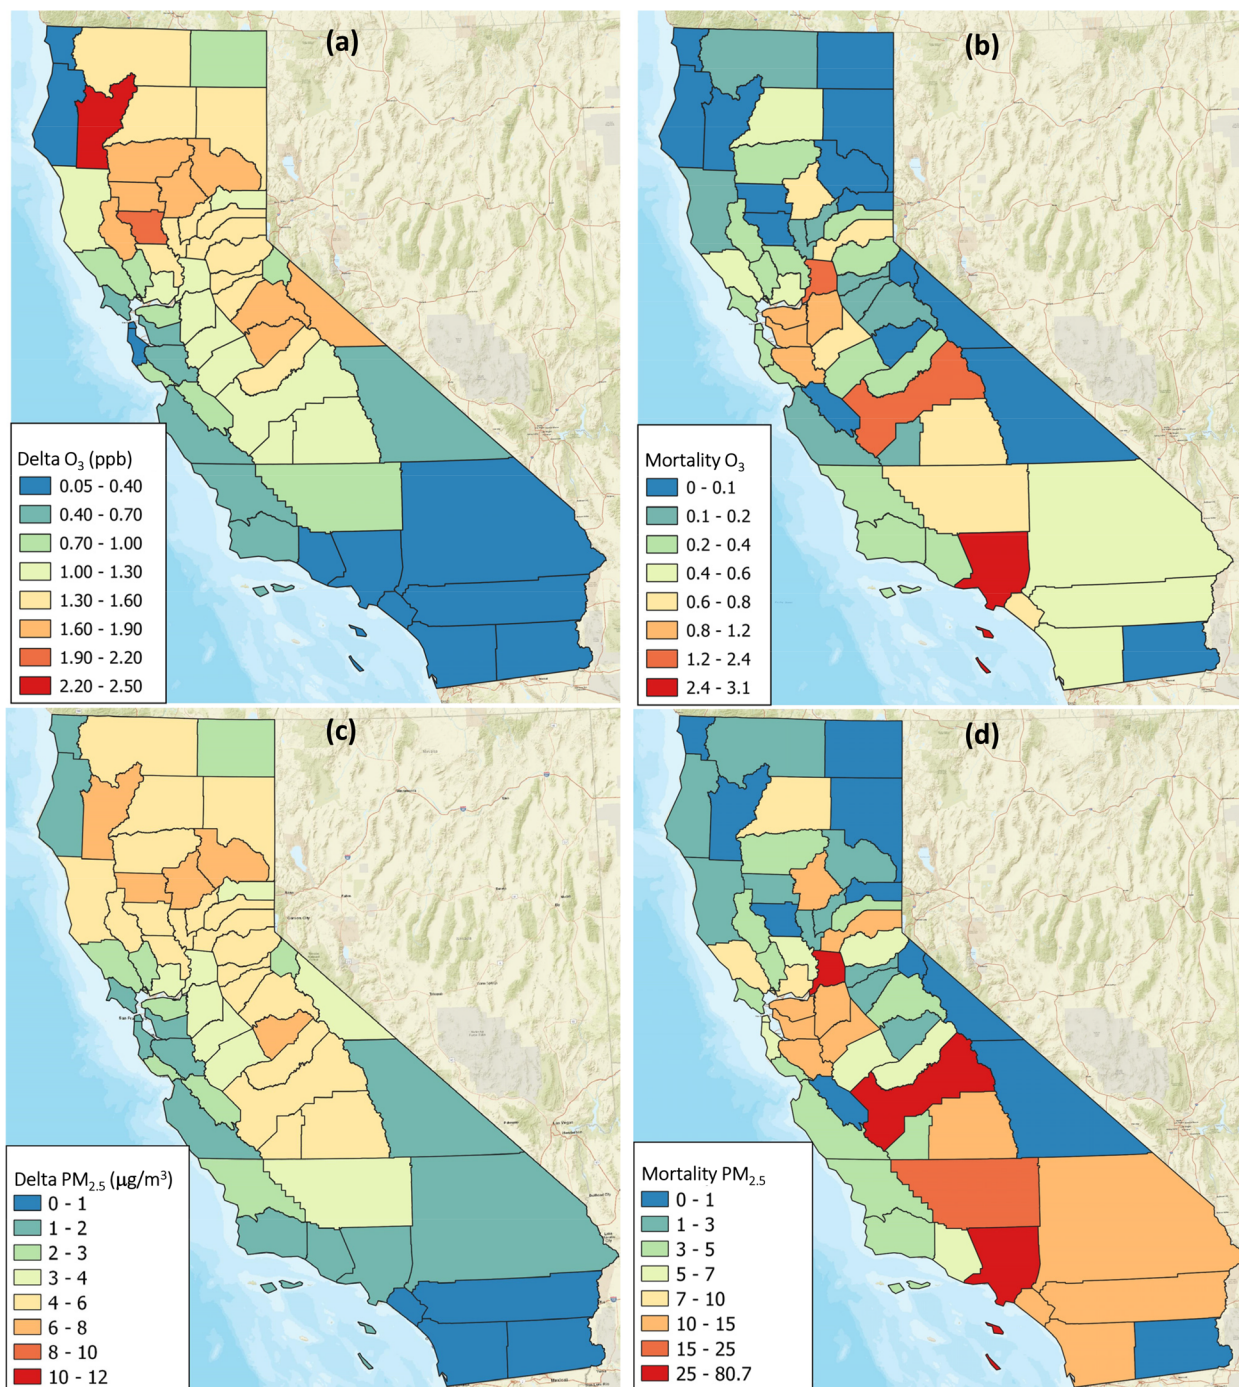 (a)
(b)
Delta O₃ (ppb)
0.05 - 0.40
0.40 - 0.70
0.70 - 1.00
1.00 - 1.30
1.30 - 1.60
1.60 - 1.90
1.90 - 2.20
2.20 - 2.50
Mortality O₃
0 - 0.1
0.1 - 0.2
0.2 - 0.4
0.4 - 0.6
0.6 - 0.8
0.8 - 1.2
1.2 - 2.4
2.4 - 3.1
(c)
(d)
Delta PM₂.₅ (μg/m³)
0 - 1
1 - 2
2 - 3
3 - 4
4 - 6
6 - 8
8 - 10
10 - 12
Mortality PM₂.₅
0 - 1
1 - 3
3 - 5
5 - 7
7 - 10
10 - 15
15 - 25
25 - 80.7